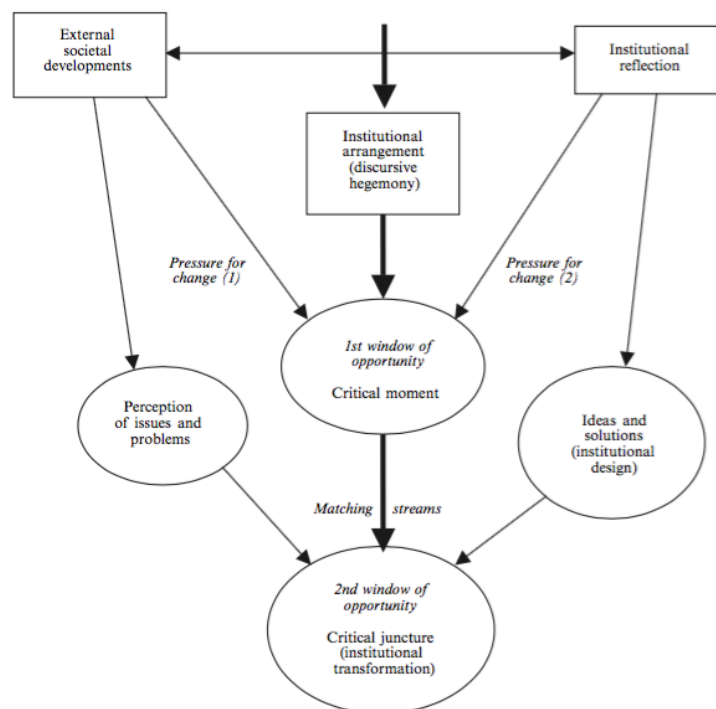 External
societal
developments
Institutional
reflection
Institutional
arrangement
(discursive
hegemony)
Pressure for
change (1)
Pressure for
change (2)
1st window of
opportunity
Critical moment
Perception
of issues and
problems
Ideas and
solutions
(institutional
design)
Matching streams
2nd window of
opportunity
Critical juncture
(institutional
transformation)